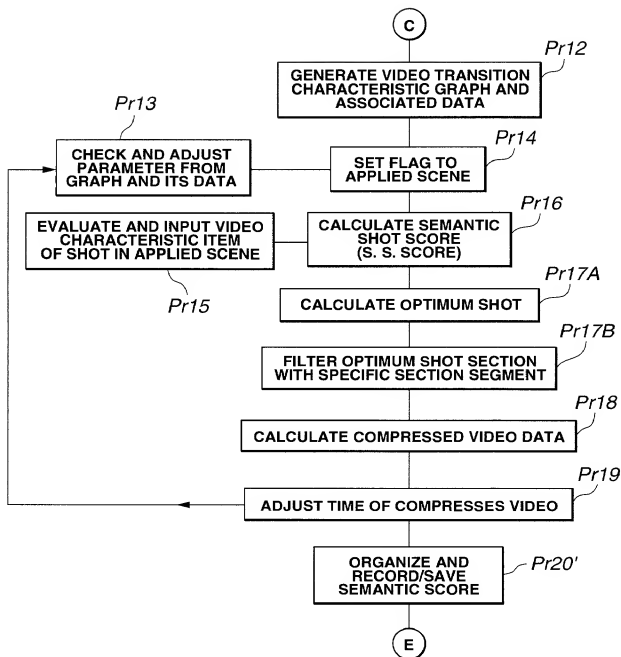 C
Pr12
GENERATE VIDEO TRANSITION
CHARACTERISTIC GRAPH AND
ASSOCIATED DATA
Pr13
CHECK AND ADJUST
PARAMETER FROM
GRAPH AND ITS DATA
Pr14
SET FLAG TO
APPLIED SCENE
EVALUATE AND INPUT VIDEO
CHARACTERISTIC ITEM
OF SHOT IN APPLIED SCENE
Pr15
Pr16
CALCULATE SEMANTIC
SHOT SCORE
(S. S. SCORE)
Pr17A
CALCULATE OPTIMUM SHOT
Pr17B
FILTER OPTIMUM SHOT SECTION
WITH SPECIFIC SECTION SEGMENT
Pr18
CALCULATE COMPRESSED VIDEO DATA
Pr19
ADJUST TIME OF COMPRESSES VIDEO
ORGANIZE AND
RECORD/SAVE
SEMANTIC SCORE
Pr20'
E